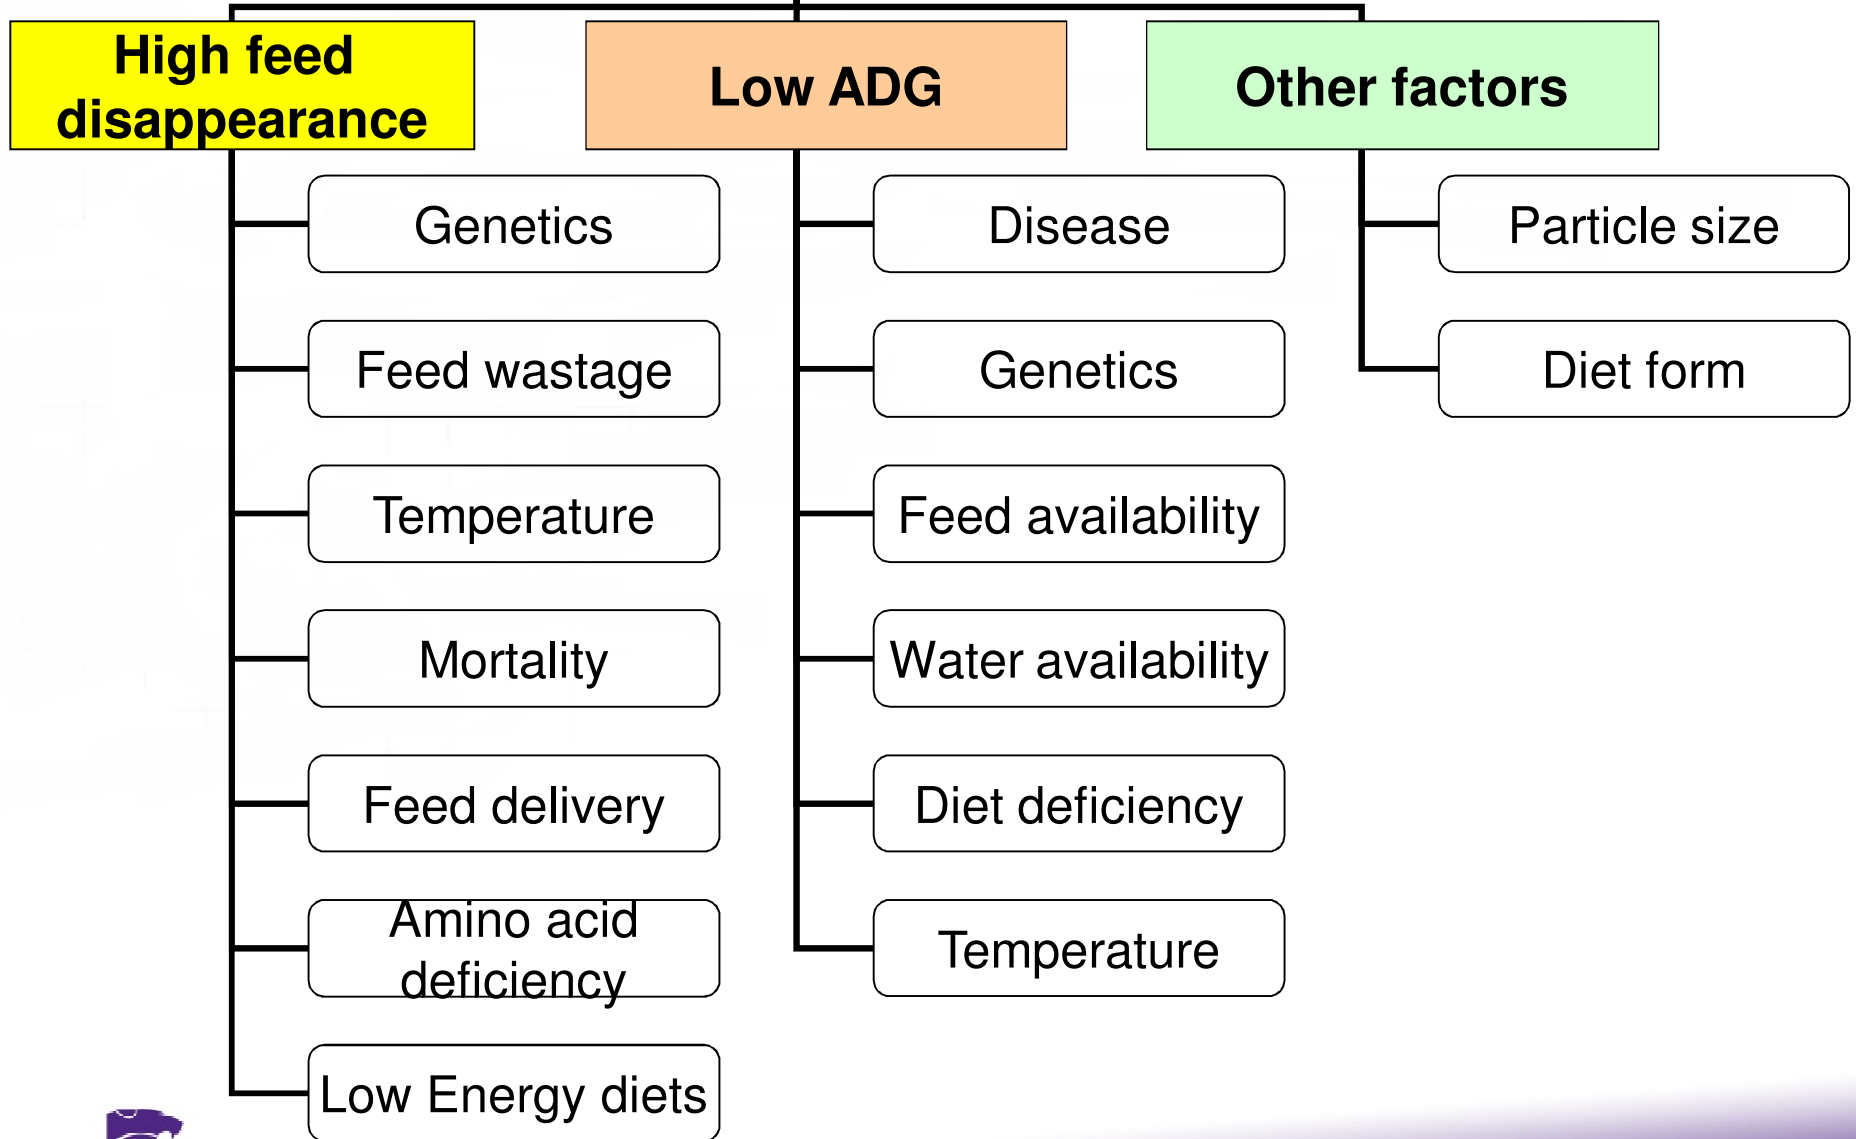 High feed
disappearance
Low ADG
Other factors
Genetics
Feed wastage
Temperature
Mortality
Feed delivery
Amino acid
deficiency
Low Energy diets
Disease
Genetics
Feed availability
Water availability
Diet deficiency
Temperature
Particle size
Diet form